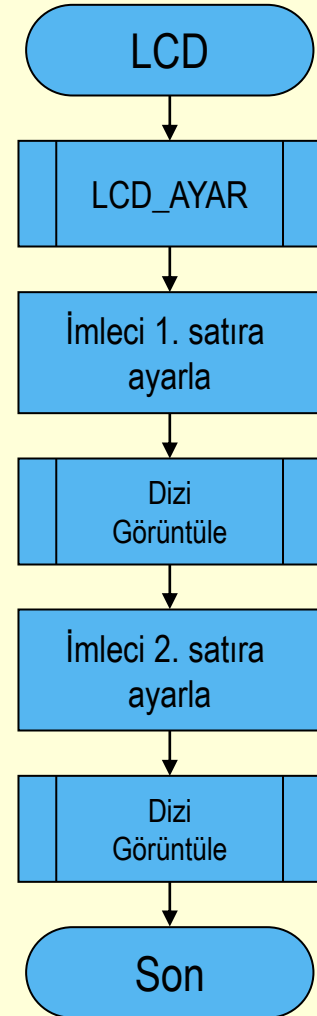 LCD
LCD_AYAR
İmleci 1. satıra
ayarla
Dizi
Görüntüle
İmleci 2. satıra
ayarla
Dizi
Görüntüle
Son